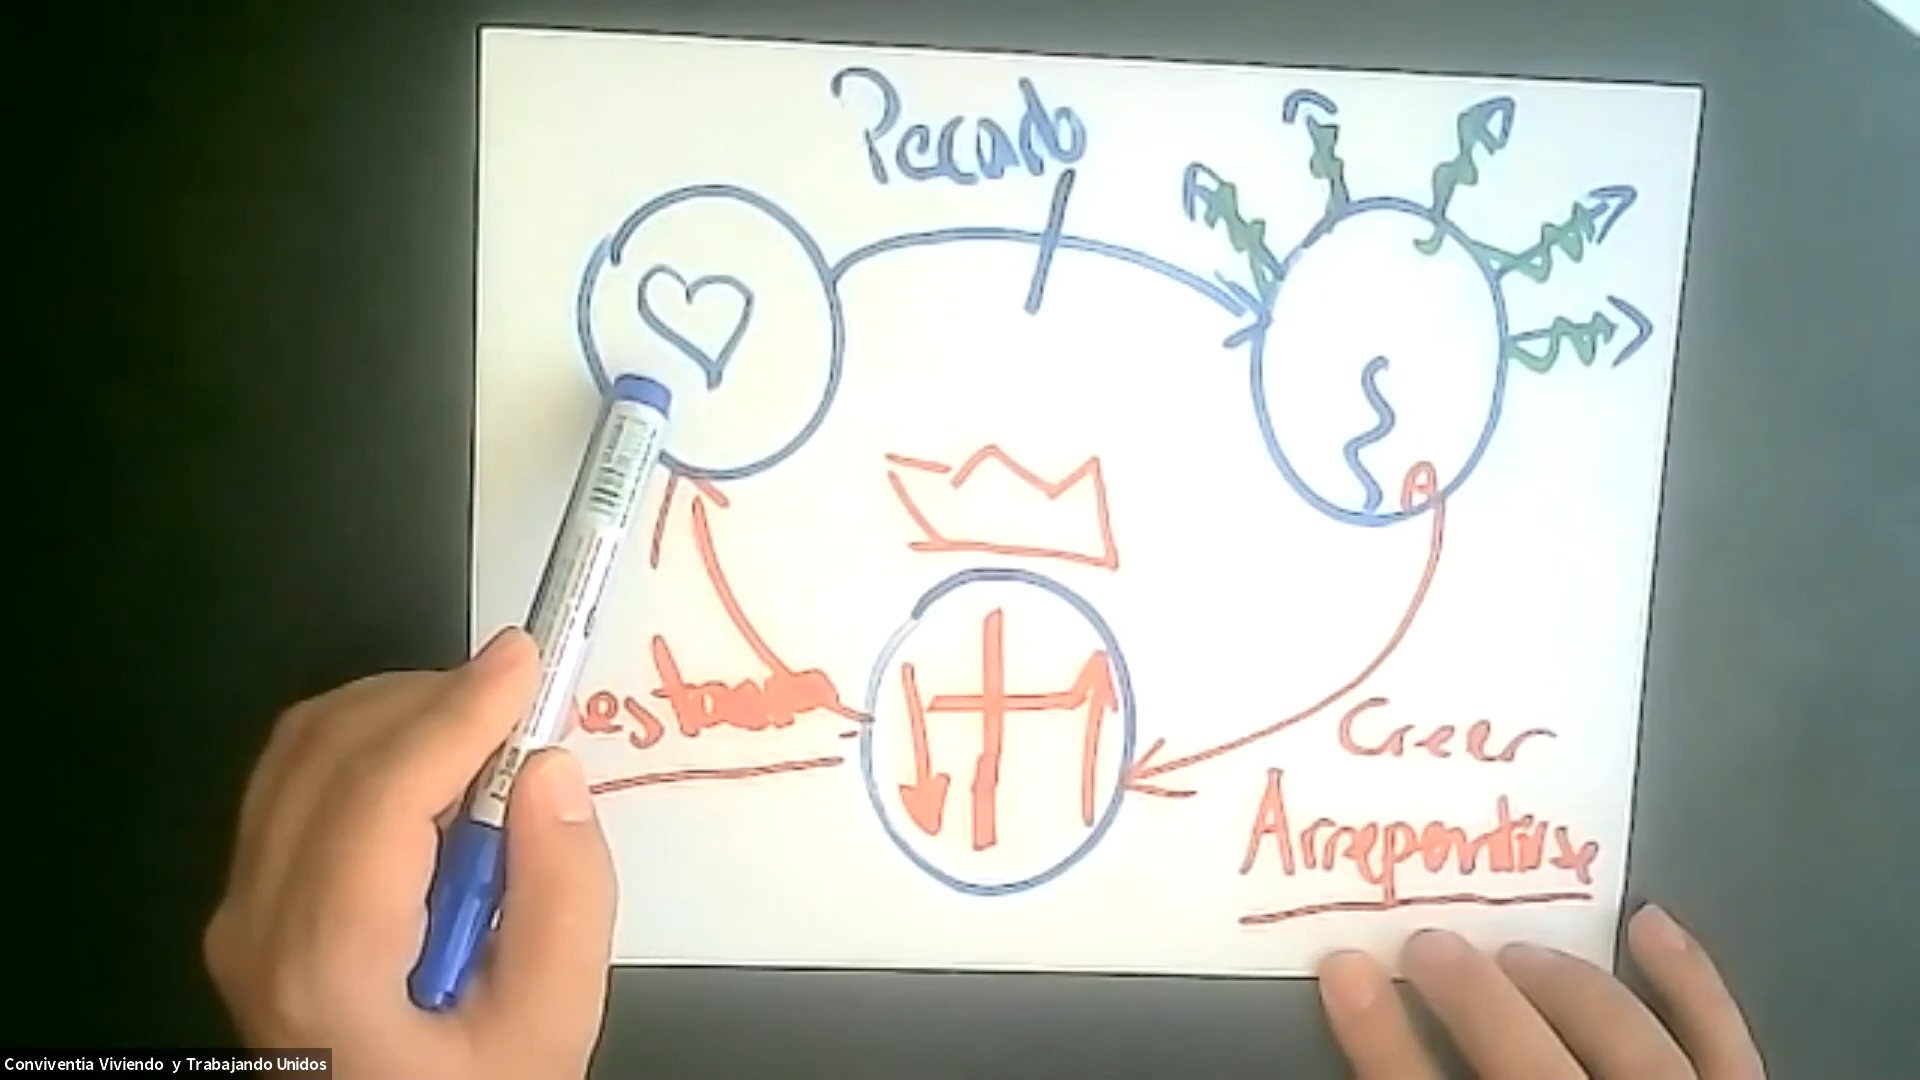 Pecado
Creer
Arrepentirse
Conviventia Viviendo y Trabajando Unidos